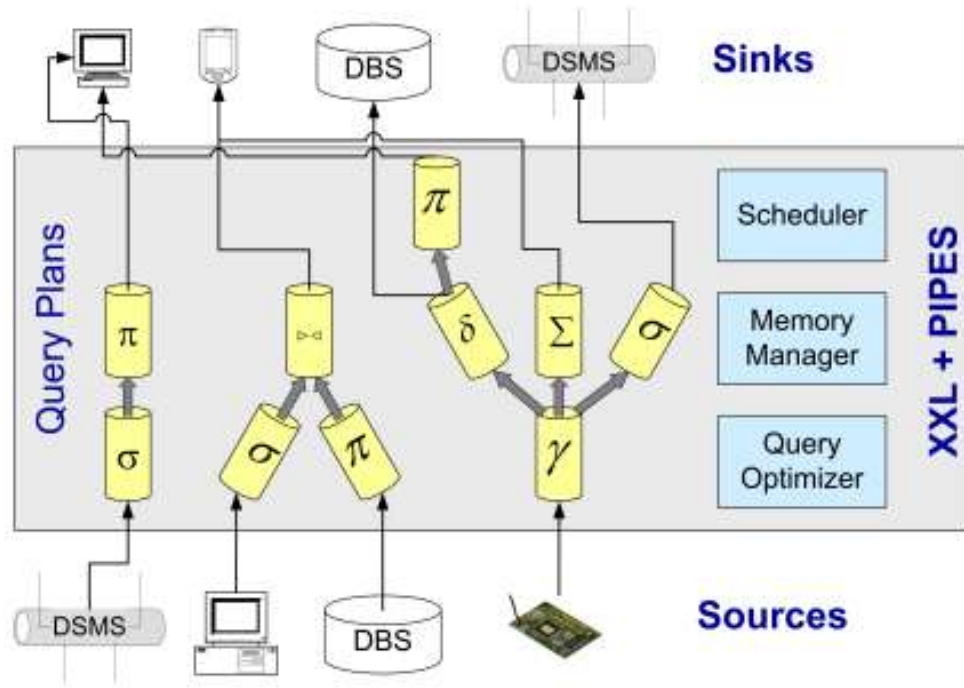 DBS
DSMS
Sinks
π
Scheduler
Query Plans
π
⋈
δ
Σ
σ
Memory
Manager
XXL + PIPES
σ
σ
π
γ
Query
Optimizer
DSMS
DBS
Sources